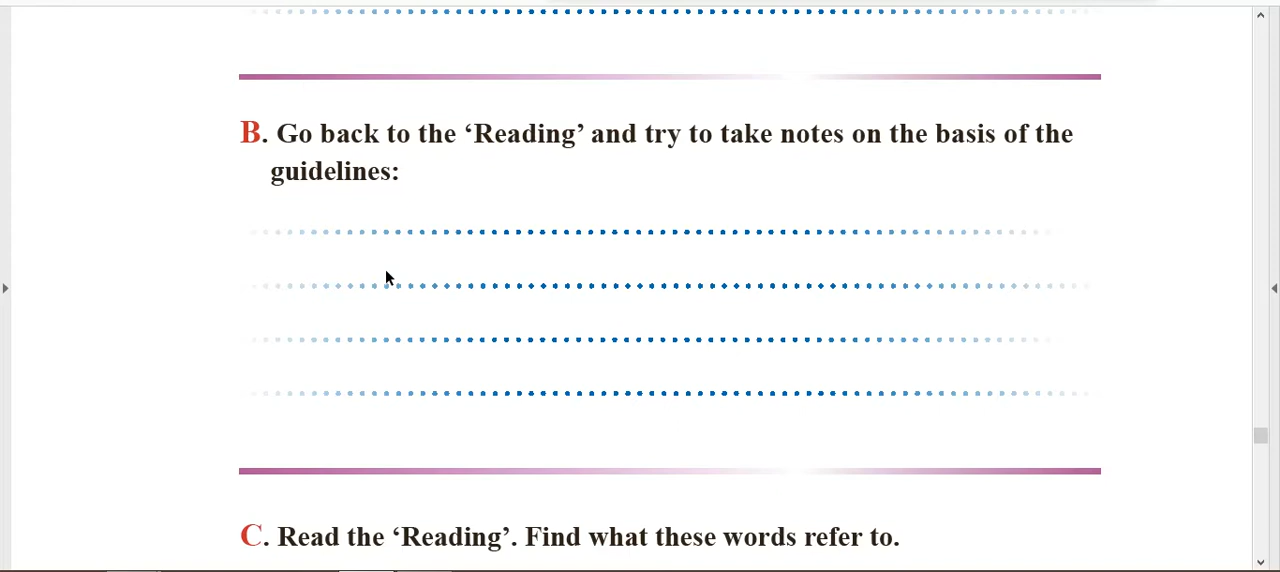 B. Go back to the ‘Reading’ and try to take notes on the basis of the
guidelines:
C. Read the ‘Reading’. Find what these words refer to.